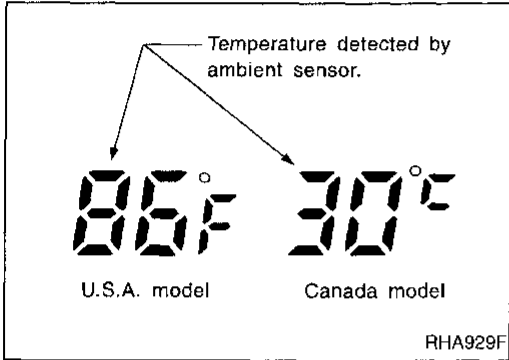 Temperature detected by
ambient sensor.
86°F 30°C
U.S.A. model Canada model
RHA929F